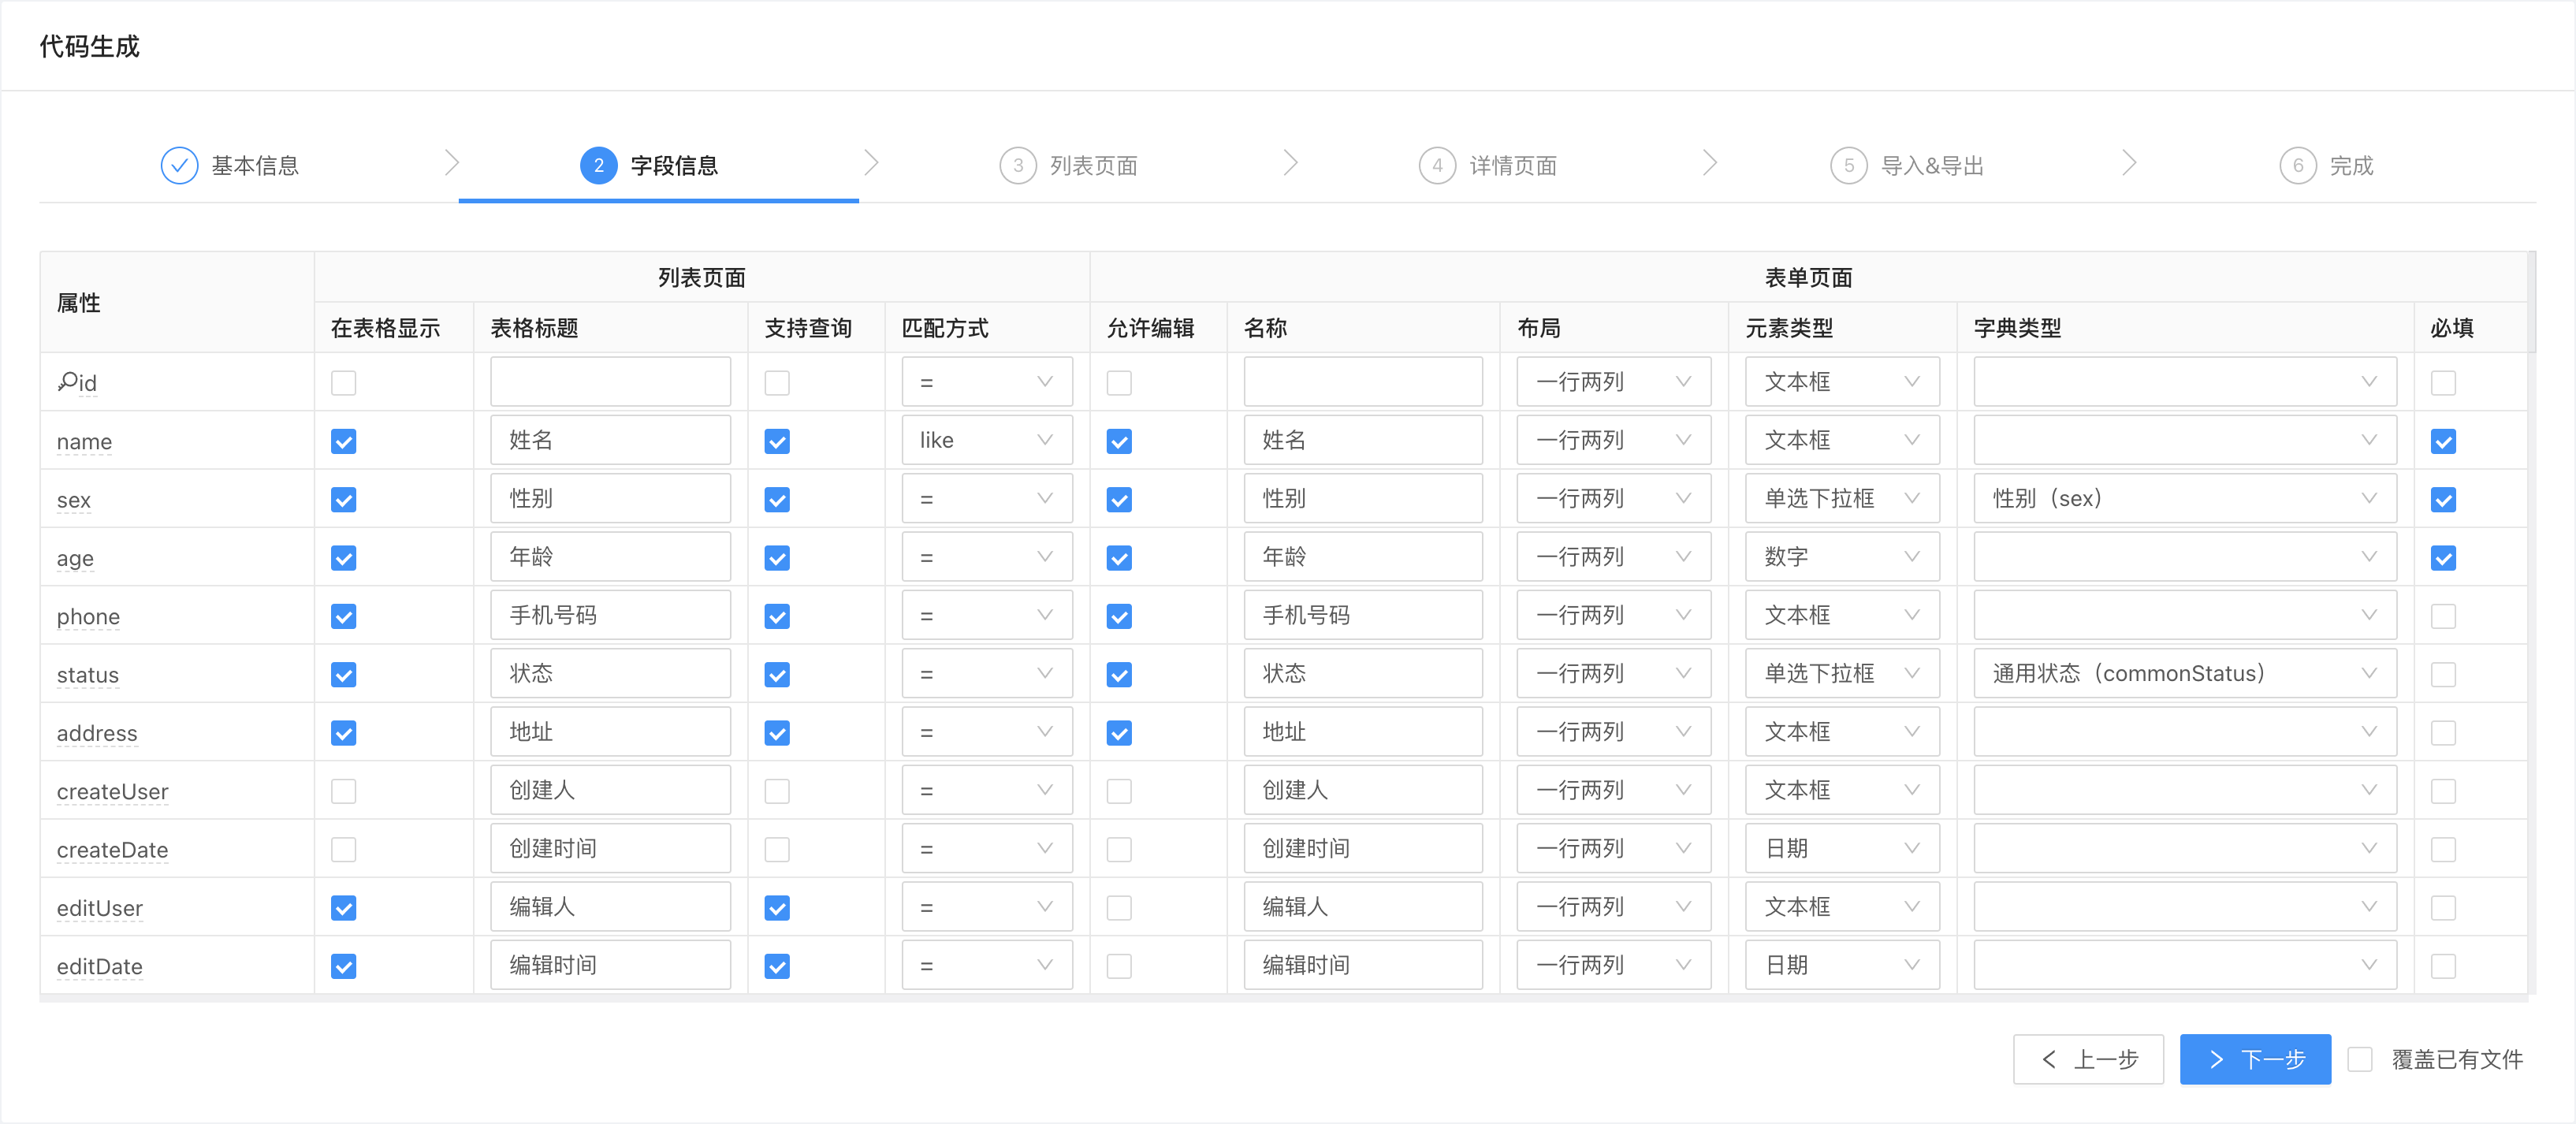 代码生成
基本信息 2 字段信息 3 列表页面 4 详情页面 5 导入&导出 6 完成
属性 列表页面 表单页面
在表格显示 表格标题 支持查询 匹配方式 允许编辑 名称 布局 元素类型 字典类型 必填
id = 一行两列 文本框
name 姓名 like 姓名 一行两列 文本框
sex 性别 = 性别 一行两列 单选下拉框 性别（sex）
age 年龄 = 年龄 一行两列 数字
phone 手机号码 = 手机号码 一行两列 文本框
status 状态 = 状态 一行两列 单选下拉框 通用状态（commonStatus）
address 地址 = 地址 一行两列 文本框
createUser 创建人 = 创建人 一行两列 文本框
createDate 创建时间 = 创建时间 一行两列 日期
editUser 编辑人 = 编辑人 一行两列 文本框
editDate 编辑时间 = 编辑时间 一行两列 日期
上一步 下一步 覆盖已有文件